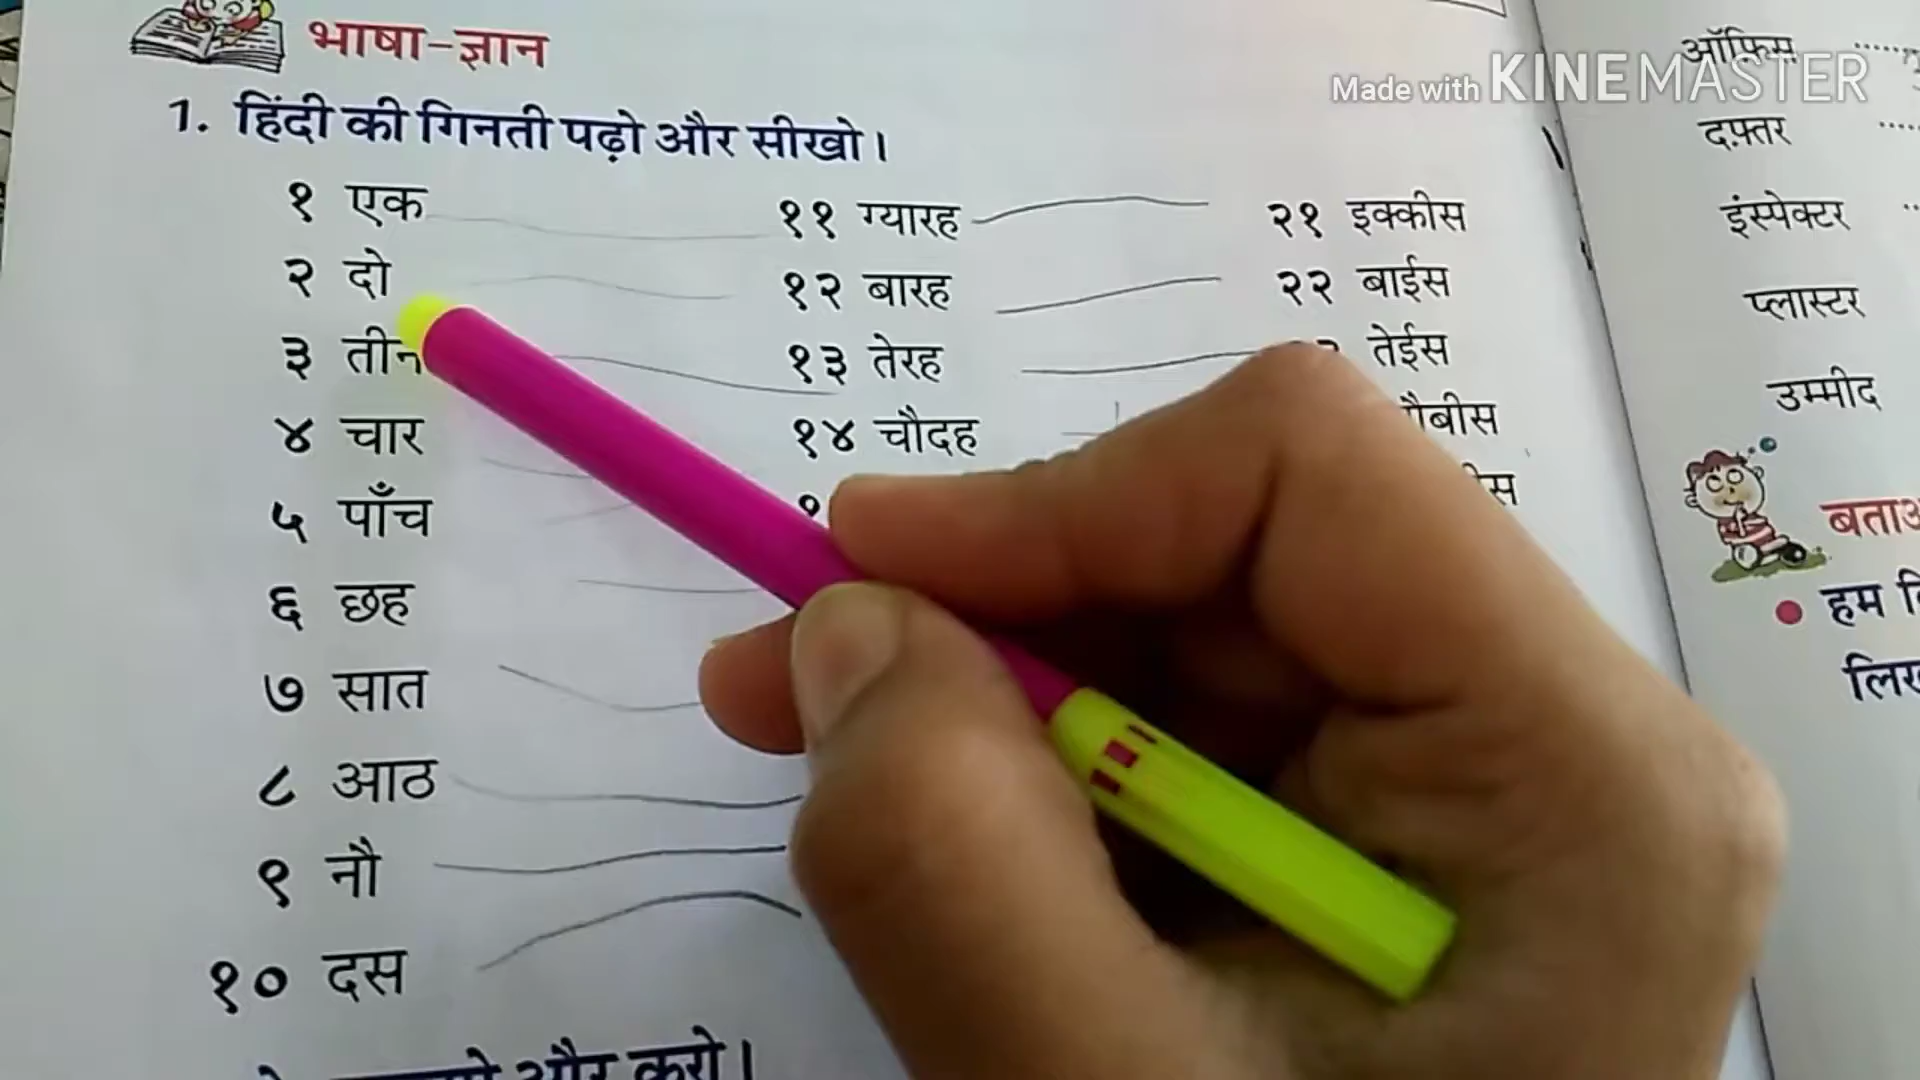 भाषा-ज्ञान
1. हिंदी की गिनती पढ़ो और सीखो।
१ एक
२ दो
३ तीन
४ चार
५ पाँच
६ छह
७ सात
८ आठ
९ नौ
१० दस
११ ग्यारह
१२ बारह
१३ तेरह
१४ चौदह
२१ इक्कीस
२२ बाईस
तेईस
और करो।
Made with KINEMASTER
ऑफ़िस
दफ़्तर
इंस्पेक्टर
प्लास्टर
उम्मीद
हम